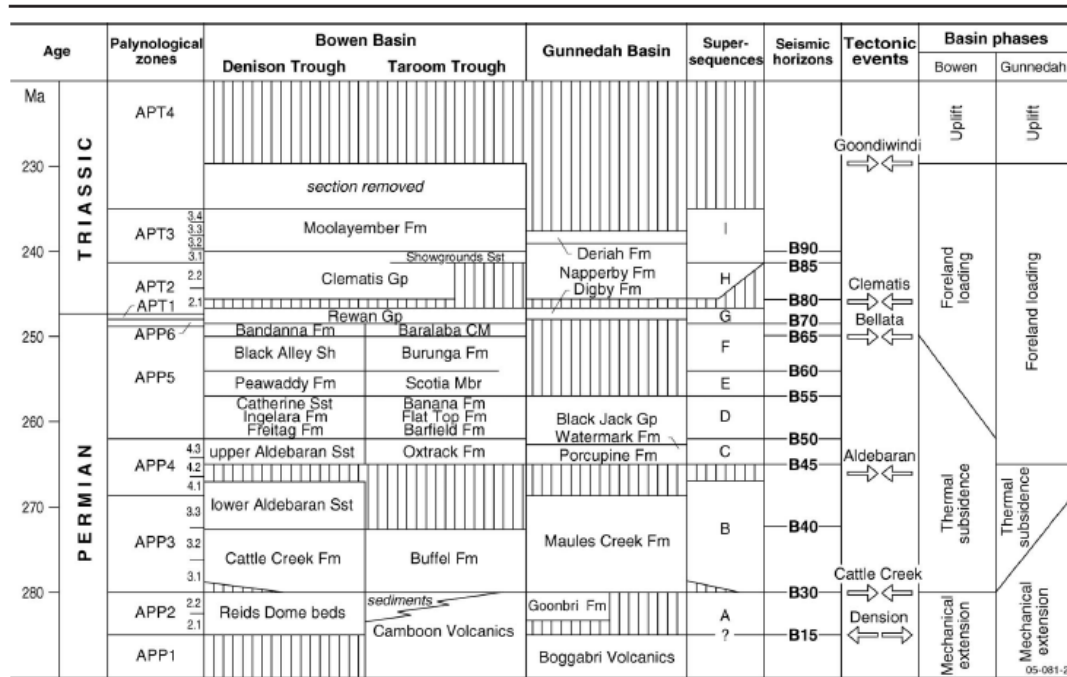 Age
Palynological zones
Bowen Basin
Denison Trough
Taroom Trough
Gunnedah Basin
Super-sequences
Seismic horizons
Tectonic events
Basin phases
Bowen
Gunnedah
Ma
230
240
250
260
270
280
TRIASSIC
PERMIAN
APT4
APT3
3.4
3.3
3.2
3.1
APT2
2.2
2.1
APT1
APP6
APP5
APP4
4.3
4.2
4.1
APP3
3.3
3.2
3.1
APP2
2.2
2.1
APP1
section removed
Moolayember Fm
Showgrounds Sst
Clematis Gp
Rewan Gp
Bandanna Fm
Baralaba CM
Black Alley Sh
Burunga Fm
Peawaddy Fm
Scotia Mbr
Catherine Sst
Ingelara Fm
Freitag Fm
Banana Fm
Flat Top Fm
Barfield Fm
upper Aldebaran Sst
Oxtrack Fm
lower Aldebaran Sst
Cattle Creek Fm
Buffel Fm
Reids Dome beds
sediments
Camboon Volcanics
Deriah Fm
Napperby Fm
Digby Fm
Black Jack Gp
Watermark Fm
Porcupine Fm
Maules Creek Fm
Goonbri Fm
Boggabri Volcanics
I
H
G
F
E
D
C
B
A
?
B90
B85
B80
B70
B65
B60
B55
B50
B45
B40
B30
B15
Goondiwindi
Clematis
Bellata
Aldebaran
Cattle Creek
Dension
Uplift
Foreland loading
Thermal subsidence
Mechanical extension
Uplift
Foreland loading
Thermal subsidence
Mechanical extension
05-081-2